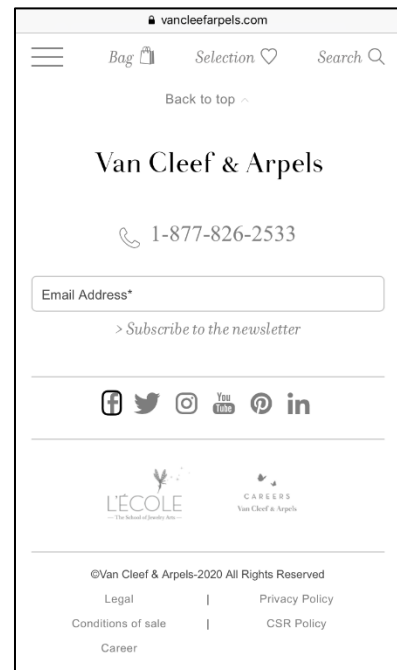 vancleefarpels.com
Bag Selection Search
Back to top
Van Cleef & Arpels
1-877-826-2533
Email Address*
> Subscribe to the newsletter
You
Tube
L'ÉCOLE
The School of Jewelry Arts
CAREERS
Van Cleef & Arpels
©Van Cleef & Arpels-2020 All Rights Reserved
Legal | Privacy Policy
Conditions of sale | CSR Policy
Career